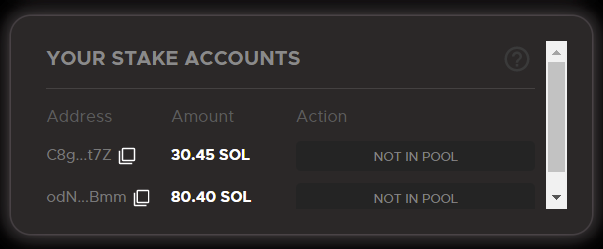 YOUR STAKE ACCOUNTS ?
Address Amount Action
C8g...t7Z 30.45 SOL NOT IN POOL
odN...Bmm 80.40 SOL NOT IN POOL